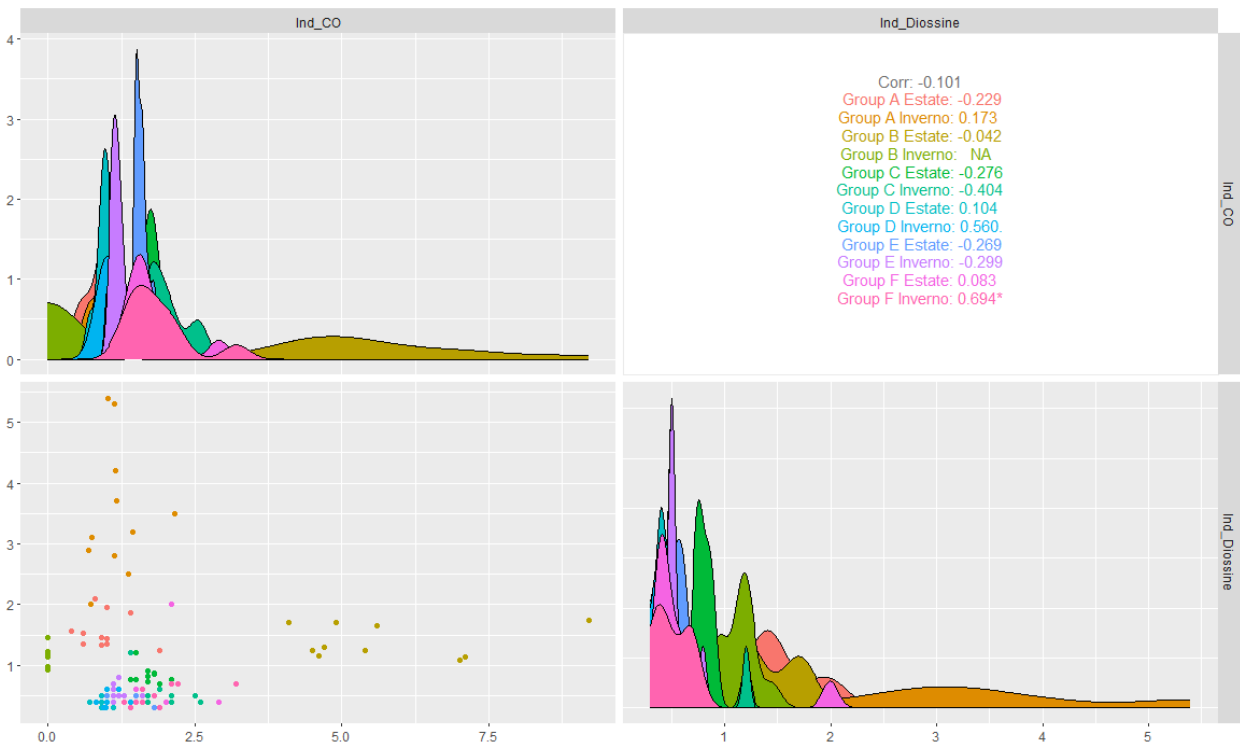 Ind_CO
Ind_Diossine
4
3
2
1
0
Corr: -0.101
Group A Estate: -0.229
Group A Inverno: 0.173
Group B Estate: -0.042
Group B Inverno: NA
Group C Estate: -0.276
Group C Inverno: -0.404
Group D Estate: 0.104
Group D Inverno: 0.560.
Group E Estate: -0.269
Group E Inverno: -0.299
Group F Estate: 0.083
Group F Inverno: 0.694*
Ind_CO
5
4
3
2
1
Ind_Diossine
0.0 2.5 5.0 7.5
1 2 3 4 5